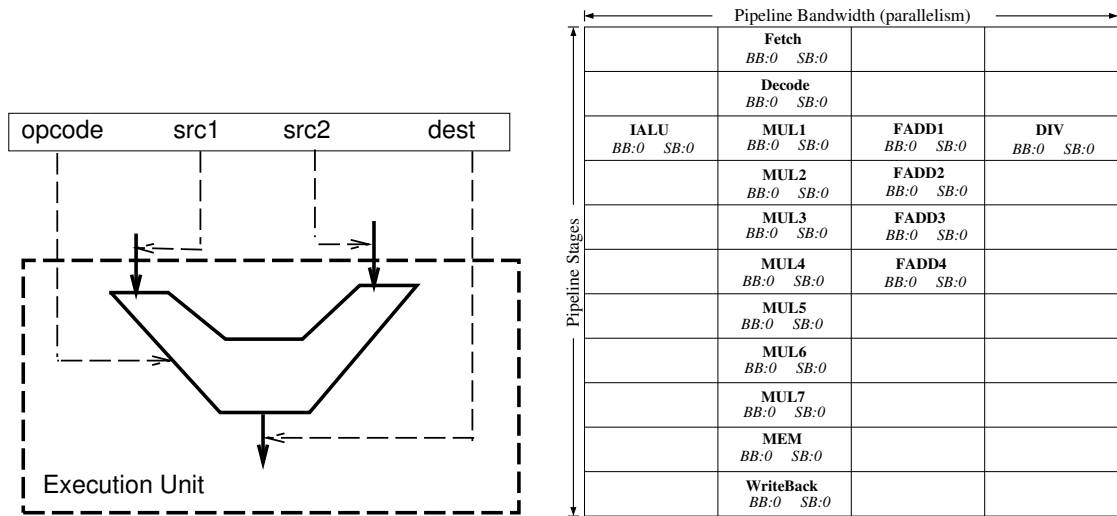 opcode src1 src2 dest
Execution Unit
Pipeline Bandwidth (parallelism)
Pipeline Stages
Fetch
BB:0 SB:0
Decode
BB:0 SB:0
IALU MUL1 FADD1 DIV
BB:0 SB:0 BB:0 SB:0 BB:0 SB:0 BB:0 SB:0
MUL2 FADD2
BB:0 SB:0 BB:0 SB:0
MUL3 FADD3
BB:0 SB:0 BB:0 SB:0
MUL4 FADD4
BB:0 SB:0 BB:0 SB:0
MUL5
BB:0 SB:0
MUL6
BB:0 SB:0
MUL7
BB:0 SB:0
MEM
BB:0 SB:0
WriteBack
BB:0 SB:0